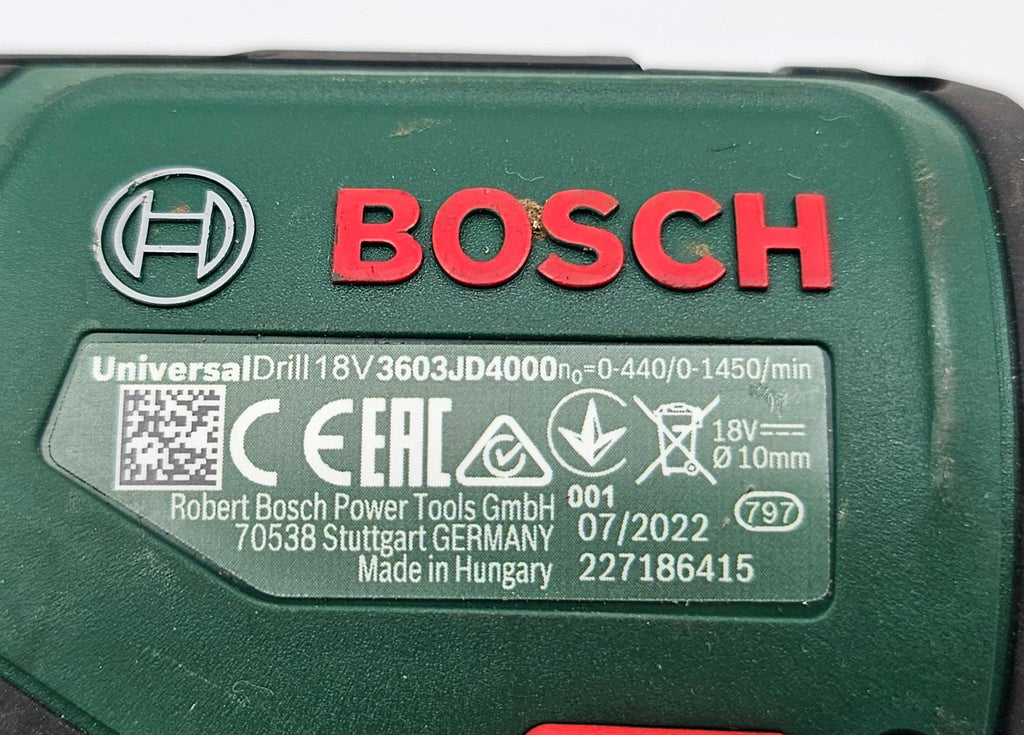 BOSCH
UniversalDrill 18V 3603JD4000 n₀=0-440/0-1450/min
CE EAC 18V
Ø 10mm
Robert Bosch Power Tools GmbH 001
70538 Stuttgart GERMANY 07/2022 797
Made in Hungary 227186415